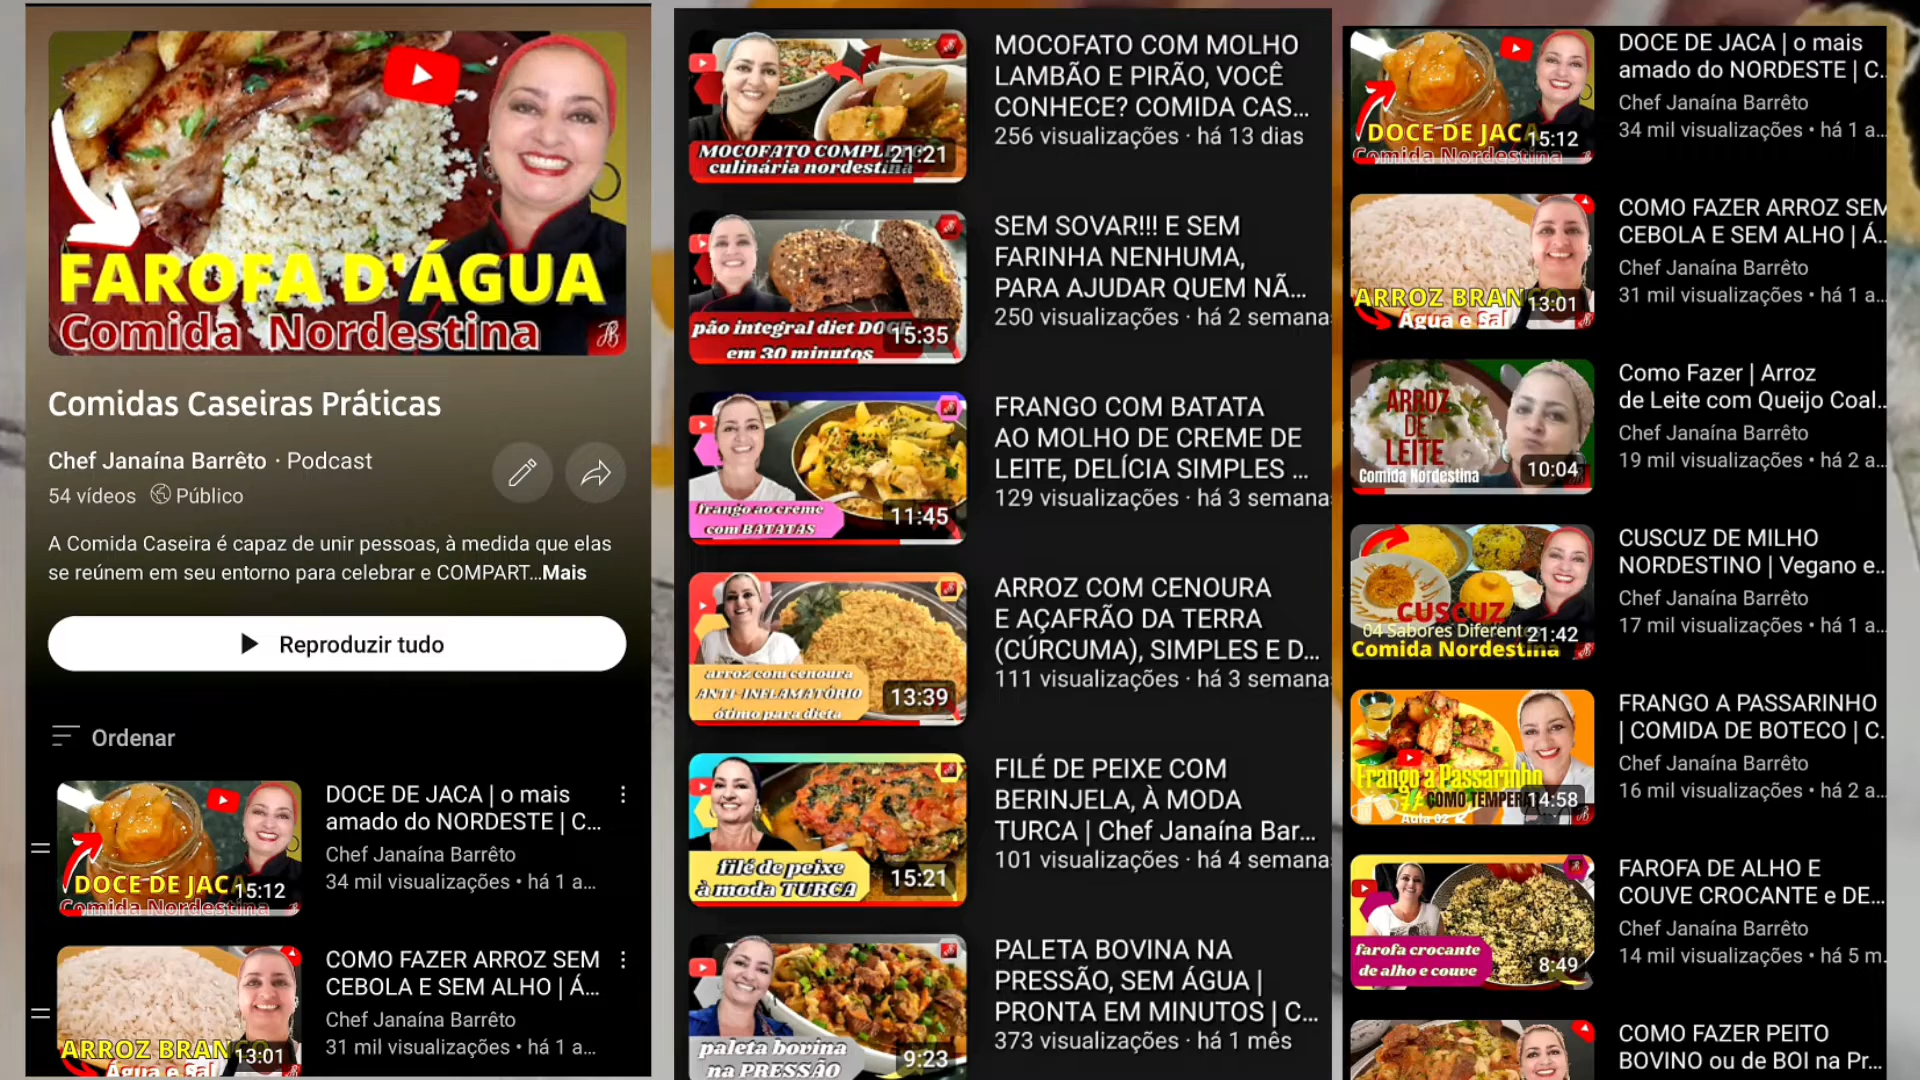 FAROFA D'ÁGUA
Comida Nordestina
Comidas Caseiras Práticas
Chef Janaína Barrêto · Podcast
54 vídeos Público
A Comida Caseira é capaz de unir pessoas, à medida que elas
se reúnem em seu entorno para celebrar e COMPART...Mais
Reproduzir tudo
Ordenar
DOCE DE JACA
15:12
Comida Nordestina
DOCE DE JACA | o mais
amado do NORDESTE | C...
Chef Janaína Barrêto
34 mil visualizações • há 1 a...
ARROZ BRANCO
13:01
Água e Sal
COMO FAZER ARROZ SEM
CEBOLA E SEM ALHO | Á...
Chef Janaína Barrêto
31 mil visualizações • há 1 a...
MOCOFATO COMPL
21:21
culinária nordestina
MOCOFATO COM MOLHO
LAMBÃO E PIRÃO, VOCÊ
CONHECE? COMIDA CAS...
256 visualizações · há 13 dias
pão integral diet DOCE
15:35
em 30 minutos
SEM SOVAR!!! E SEM
FARINHA NENHUMA,
PARA AJUDAR QUEM NÃ...
250 visualizações · há 2 semana
frango ao creme
com BATATAS
11:45
FRANGO COM BATATA
AO MOLHO DE CREME DE
LEITE, DELÍCIA SIMPLES ...
129 visualizações · há 3 semana
arroz com cenoura
ANTI-INFLAMATÓRIO
ótimo para dieta
13:39
ARROZ COM CENOURA
E AÇAFRÃO DA TERRA
(CÚRCUMA), SIMPLES E D...
111 visualizações · há 3 semana
filé de peixe
à moda TURCA
15:21
FILÉ DE PEIXE COM
BERINJELA, À MODA
TURCA | Chef Janaína Bar...
101 visualizações · há 4 semana
paleta bovina
na PRESSÃO
9:23
PALETA BOVINA NA
PRESSÃO, SEM ÁGUA |
PRONTA EM MINUTOS | C...
373 visualizações · há 1 mês
DOCE DE JACA
15:12
Comida Nordestina
DOCE DE JACA | o mais
amado do NORDESTE | C..
Chef Janaína Barrêto
34 mil visualizações • há 1 a...
ARROZ BRANCO
13:01
Água e Sal
COMO FAZER ARROZ SEM
CEBOLA E SEM ALHO | Á..
Chef Janaína Barrêto
31 mil visualizações • há 1 a...
ARROZ
DE
LEITE
Comida Nordestina
10:04
Como Fazer | Arroz
de Leite com Queijo Coal..
Chef Janaína Barrêto
19 mil visualizações • há 2 a...
CUSCUZ
04 Sabores Diferent
21:42
Comida Nordestina
CUSCUZ DE MILHO
NORDESTINO | Vegano e..
Chef Janaína Barrêto
17 mil visualizações • há 1 a...
Frango a Passarinho
COMO TEMPERA
14:58
Aula 02
FRANGO A PASSARINHO
| COMIDA DE BOTECO | C.
Chef Janaína Barrêto
16 mil visualizações • há 2 a...
farofa crocante
de alho e couve
8:49
FAROFA DE ALHO E
COUVE CROCANTE e DE...
Chef Janaína Barrêto
14 mil visualizações • há 5 m.
COMO FAZER PEITO
BOVINO ou de BOI na Pr...